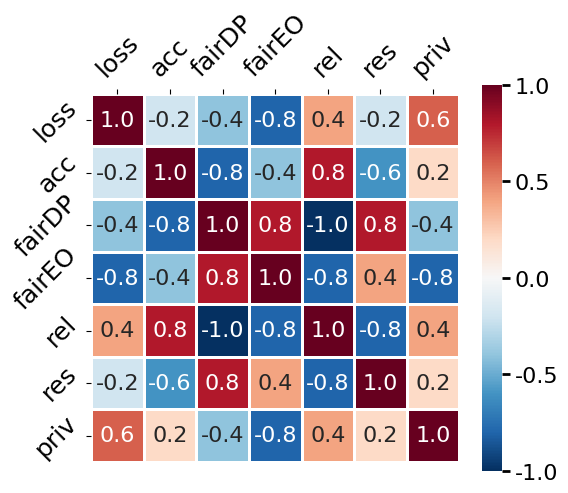 loss acc fairDP fairEO rel res priv
loss 1.0 -0.2 -0.4 -0.8 0.4 -0.2 0.6
acc -0.2 1.0 -0.8 -0.4 0.8 -0.6 0.2
fairDP -0.4 -0.8 1.0 0.8 -1.0 0.8 -0.4
fairEO -0.8 -0.4 0.8 1.0 -0.8 0.4 -0.8
rel 0.4 0.8 -1.0 -0.8 1.0 -0.8 0.4
res -0.2 -0.6 0.8 0.4 -0.8 1.0 0.2
priv 0.6 0.2 -0.4 -0.8 0.4 0.2 1.0
1.0
0.5
0.0
-0.5
-1.0